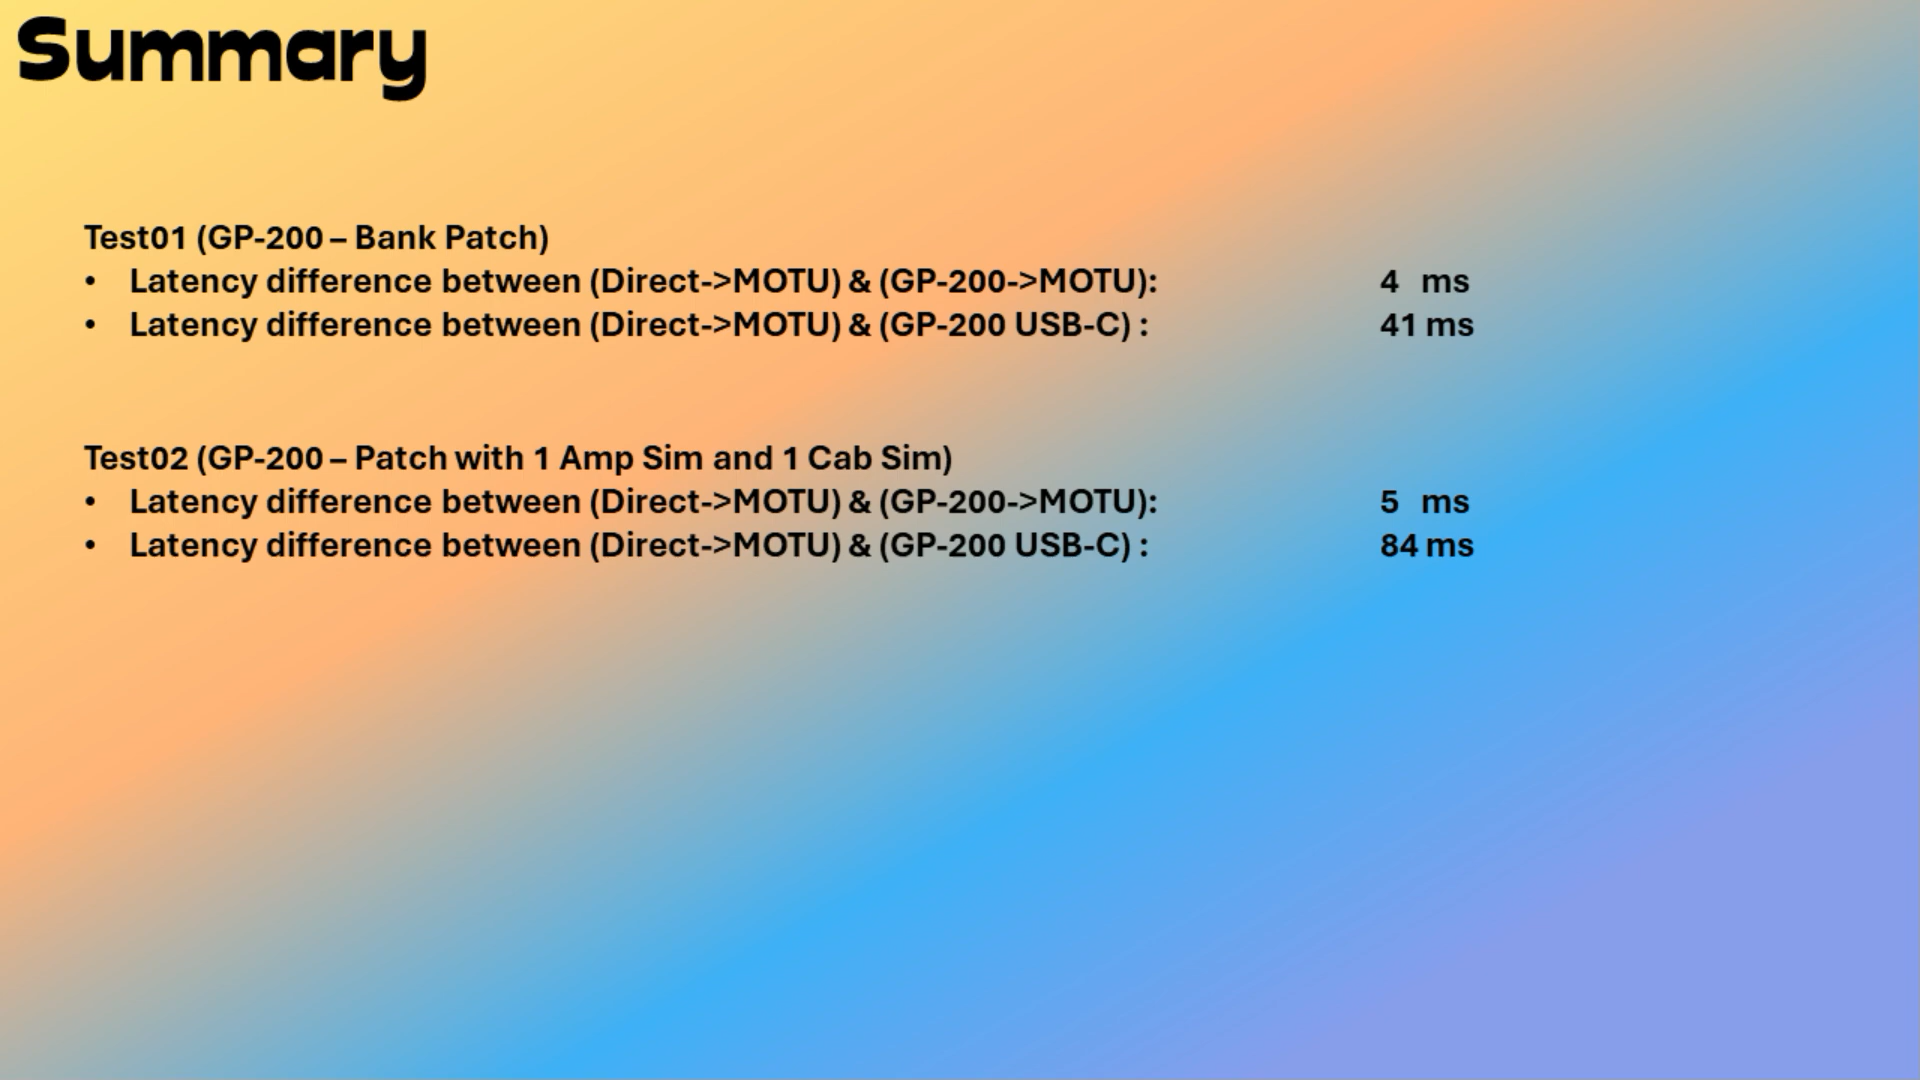 Summary
Test01 (GP-200 – Bank Patch)
• Latency difference between (Direct->MOTU) & (GP-200->MOTU): 4 ms
• Latency difference between (Direct->MOTU) & (GP-200 USB-C) : 41 ms
Test02 (GP-200 – Patch with 1 Amp Sim and 1 Cab Sim)
• Latency difference between (Direct->MOTU) & (GP-200->MOTU): 5 ms
• Latency difference between (Direct->MOTU) & (GP-200 USB-C) : 84 ms